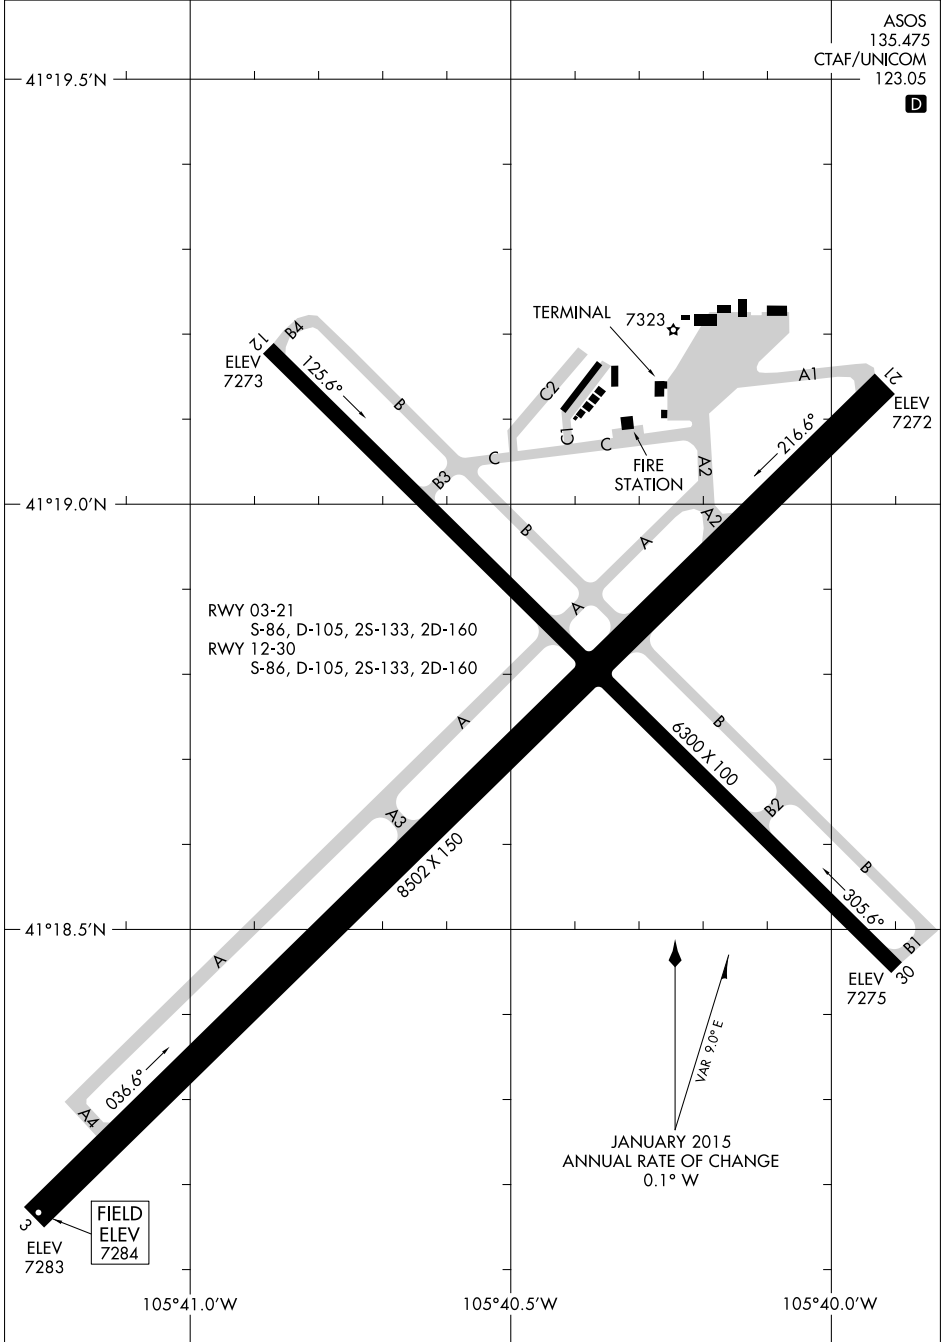 ASOS
135.475
CTAF/UNICOM
123.05
D
41°19.5'N
TERMINAL
7323
12
B4
ELEV
7273
125.6°
B
C2
C1
A1
21
ELEV
7272
216.6°
C
C
FIRE
STATION
A2
B3
41°19.0'N
A2
B
A
A
RWY 03-21
S-86, D-105, 2S-133, 2D-160
RWY 12-30
S-86, D-105, 2S-133, 2D-160
A
B
6300 X 100
B2
A3
8502 X 150
B
305.6°
41°18.5'N
B1
30
ELEV
7275
A
VAR 9.0° E
036.6°
A4
JANUARY 2015
ANNUAL RATE OF CHANGE
0.1° W
3
FIELD
ELEV
7284
ELEV
7283
105°41.0'W
105°40.5'W
105°40.0'W